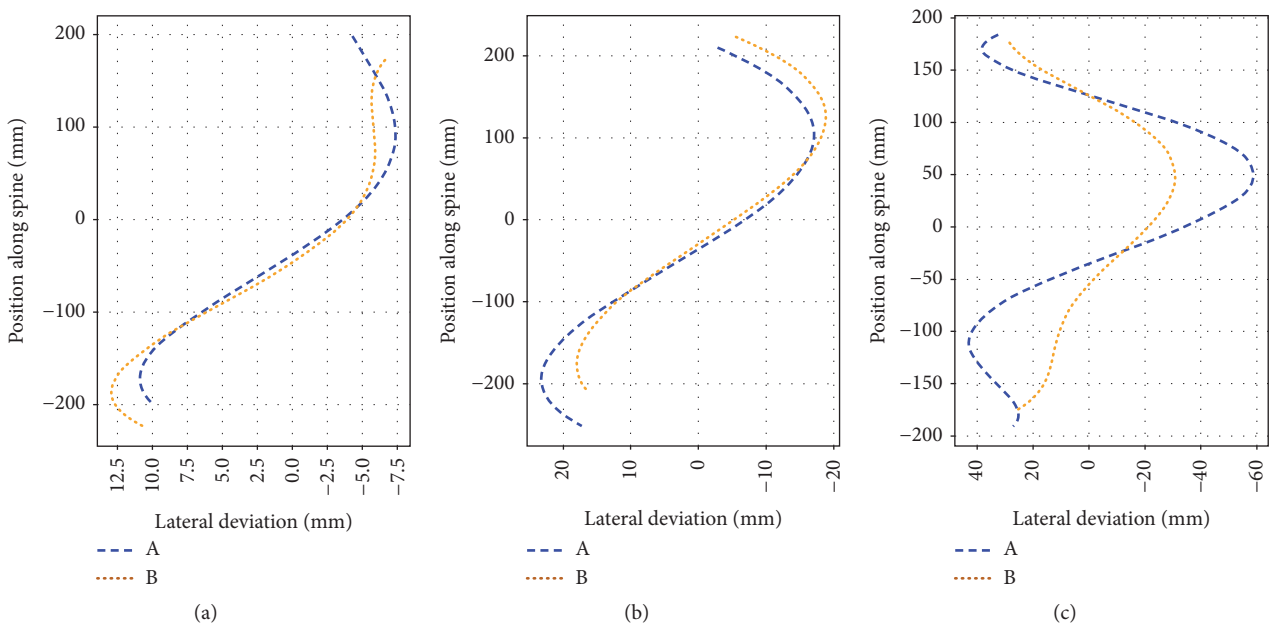 200
100
0
−100
−200
Position along spine (mm)
12.5
10.0
7.5
5.0
2.5
0.0
−2.5
−5.0
−7.5
Lateral deviation (mm)
A
B
(a)
200
100
0
−100
−200
Position along spine (mm)
20
10
0
−10
−20
Lateral deviation (mm)
A
B
(b)
200
150
100
50
0
−50
−100
−150
−200
Position along spine (mm)
40
20
0
−20
−40
−60
Lateral deviation (mm)
A
B
(c)